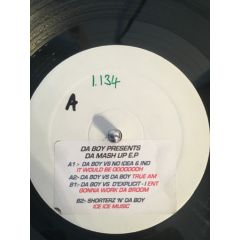 1.134
A
DA BOY PRESENTS
DA MASH UP E.P
A1 - DA BOY VS NO IDEA & IND
IT WOULD BE OOOOOOOH
A2- DA BOY VS DA BOY TRUE AM
B1- DA BOY VS D'EXPLICIT - I ENT
GONNA WORK DA BROOM
B2- SHORTERZ 'N' DA BOY
ICE ICE MUSIC